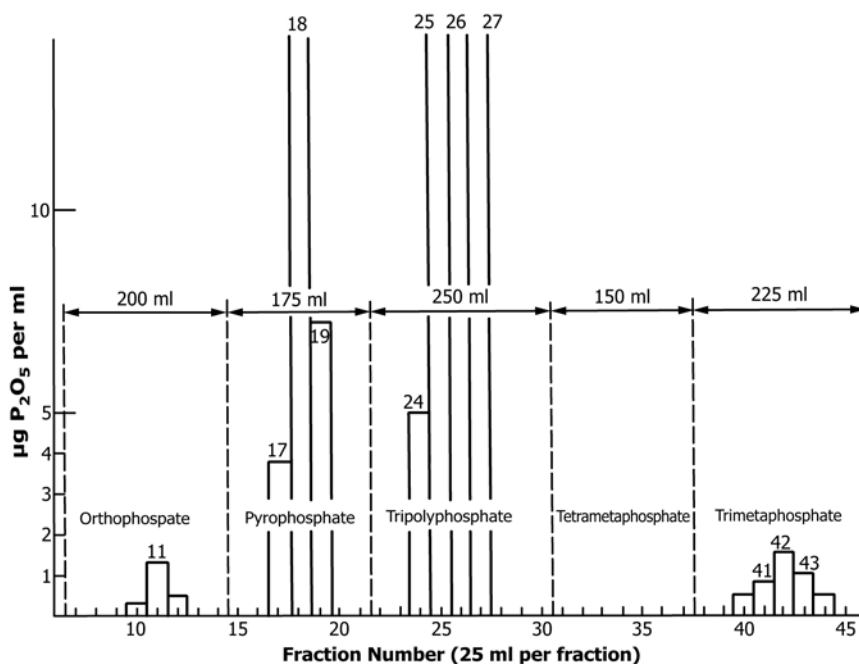 18
25 26 27
10
200 ml 175 ml 250 ml 150 ml 225 ml
19
5
24
4
17
3
Orthophospate Pyrophosphate Tripolyphosphate Tetrametaphosphate Trimetaphosphate
2
11
42
1
41 43
10 15 20 25 30 35 40 45
Fraction Number (25 ml per fraction)
µg P₂O₅ per ml